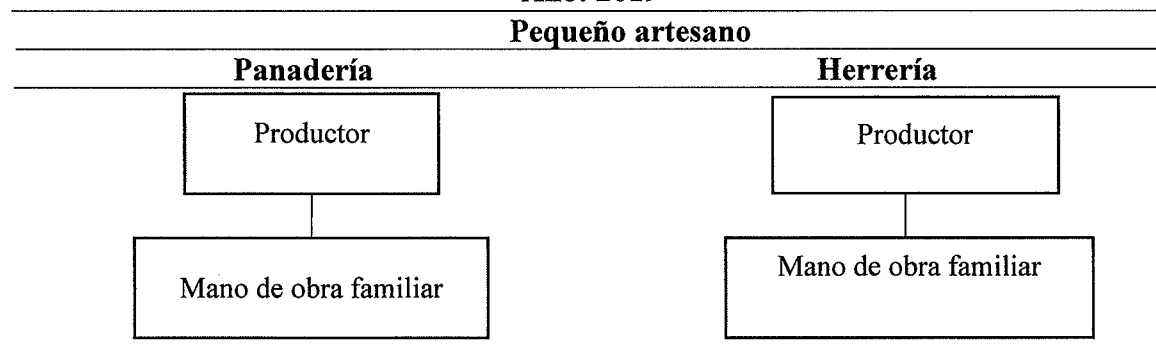 Pequeño artesano
Panadería Herrería
Productor Productor
Mano de obra familiar Mano de obra familiar